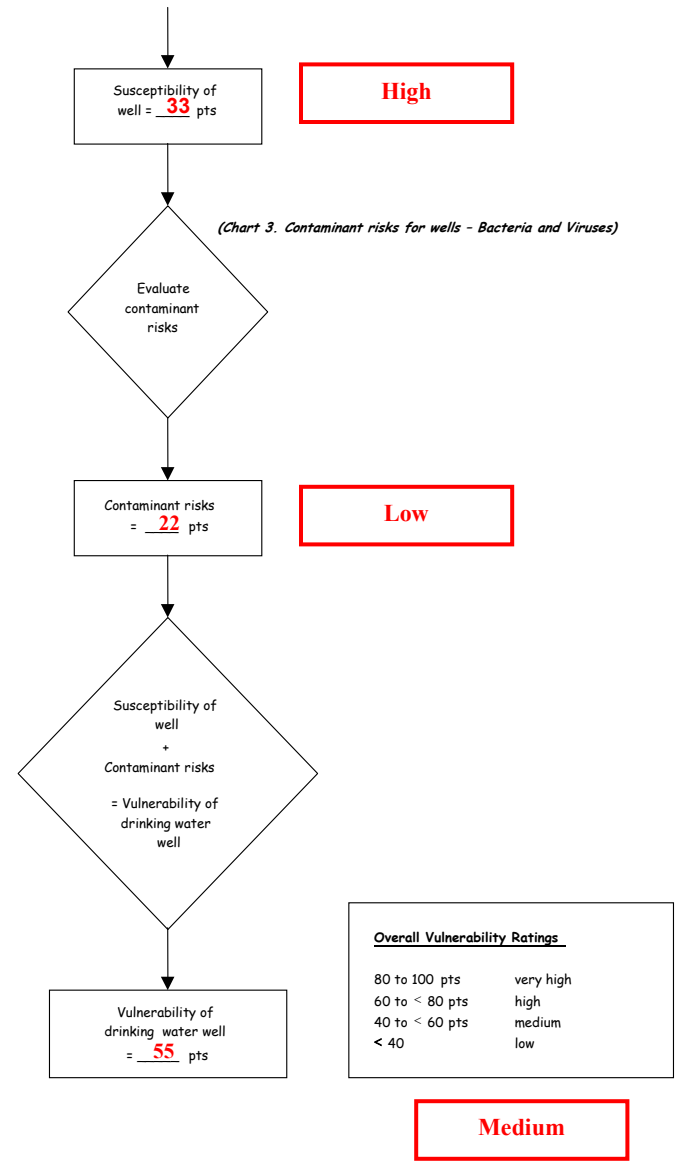 Susceptibility of
well = 33 pts
High
(Chart 3. Contaminant risks for wells – Bacteria and Viruses)
Evaluate
contaminant
risks
Contaminant risks
= 22 pts
Low
Susceptibility of
well
+
Contaminant risks
= Vulnerability of
drinking water
well
Overall Vulnerability Ratings
80 to 100 pts very high
60 to < 80 pts high
40 to < 60 pts medium
< 40 low
Vulnerability of
drinking water well
= 55 pts
Medium